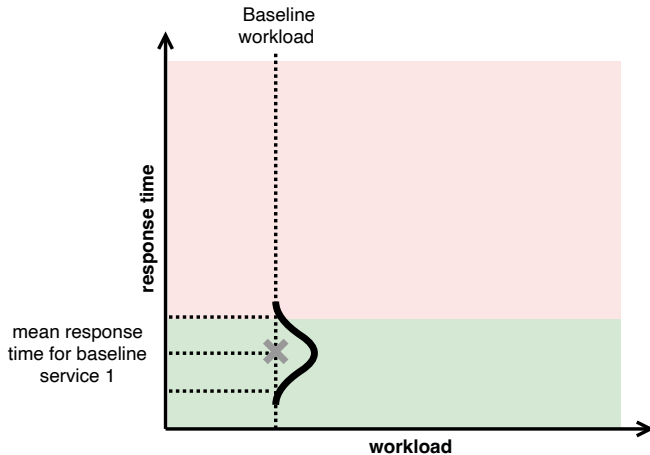 Baseline
workload
response time
mean response
time for baseline
service 1
workload